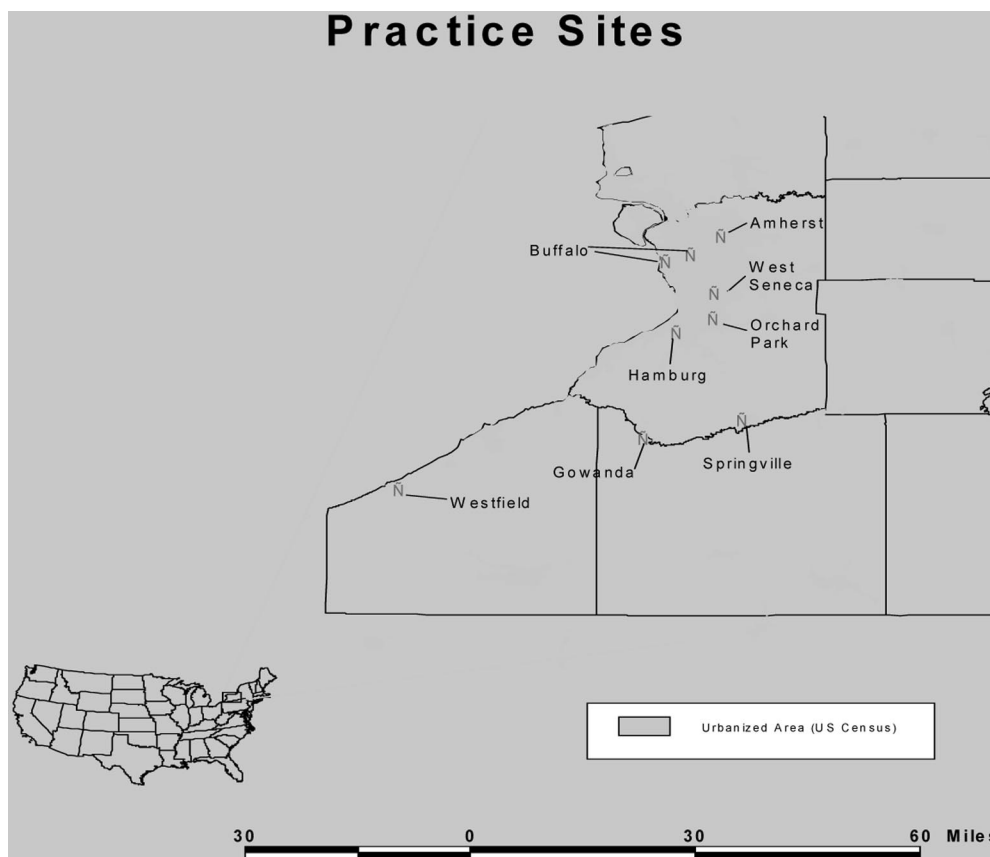 Practice Sites
Amherst
Buffalo
West
Seneca
Orchard
Park
Hamburg
Gowanda
Springville
Westfield
Urbanized Area (US Census)
30 0 30 60 Miles